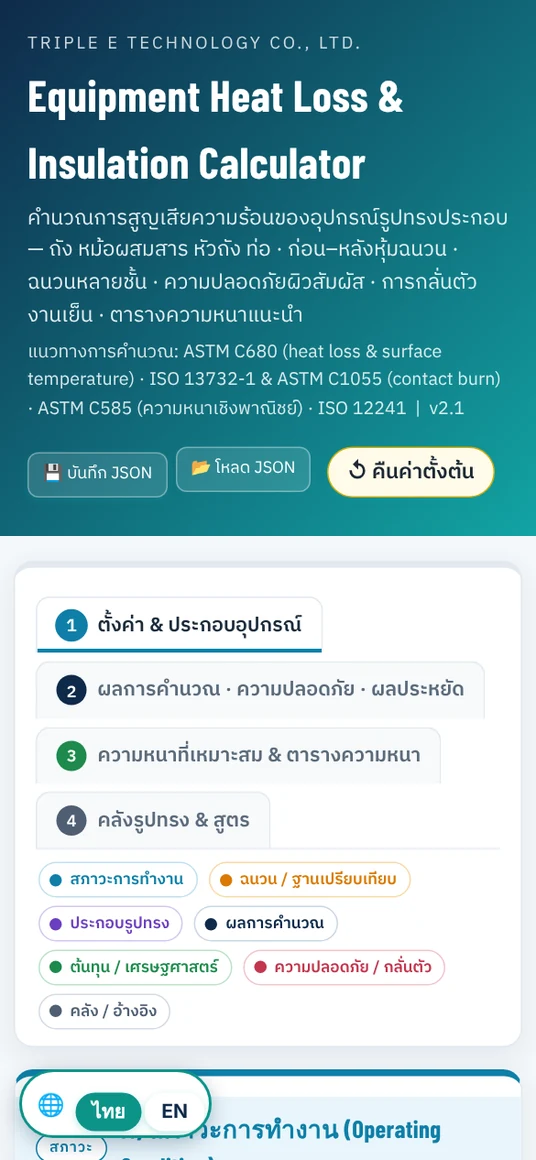 TRIPLE E TECHNOLOGY CO., LTD.
Equipment Heat Loss &
Insulation Calculator
คำนวณการสูญเสียความร้อนของอุปกรณ์รูปทรงประกอบ
— ถัง หม้อผสมสาร หัวถัง ท่อ · ก่อน–หลังหุ้มฉนวน ·
ฉนวนหลายชั้น · ความปลอดภัยผิวสัมผัส · การกลั่นตัว
งานเย็น · ตารางความหนาแนะนำ
แนวทางการคำนวณ: ASTM C680 (heat loss & surface
temperature) · ISO 13732-1 & ASTM C1055 (contact burn)
· ASTM C585 (ความหนาเชิงพาณิชย์) · ISO 12241 | v2.1
💾 บันทึก JSON 📂 โหลด JSON ↺ คืนค่าตั้งต้น
1 ตั้งค่า & ประกอบอุปกรณ์
2 ผลการคำนวณ · ความปลอดภัย · ผลประหยัด
3 ความหนาที่เหมาะสม & ตารางความหนา
4 คลังรูปทรง & สูตร
สภาวะการทำงาน ฉนวน / ฐานเปรียบเทียบ
ประกอบรูปทรง ผลการคำนวณ
ต้นทุน / เศรษฐศาสตร์ ความปลอดภัย / กลั่นตัว
คลัง / อ้างอิง
🌐 ไทย EN
สภาวะ
วะการทำงาน (Operating